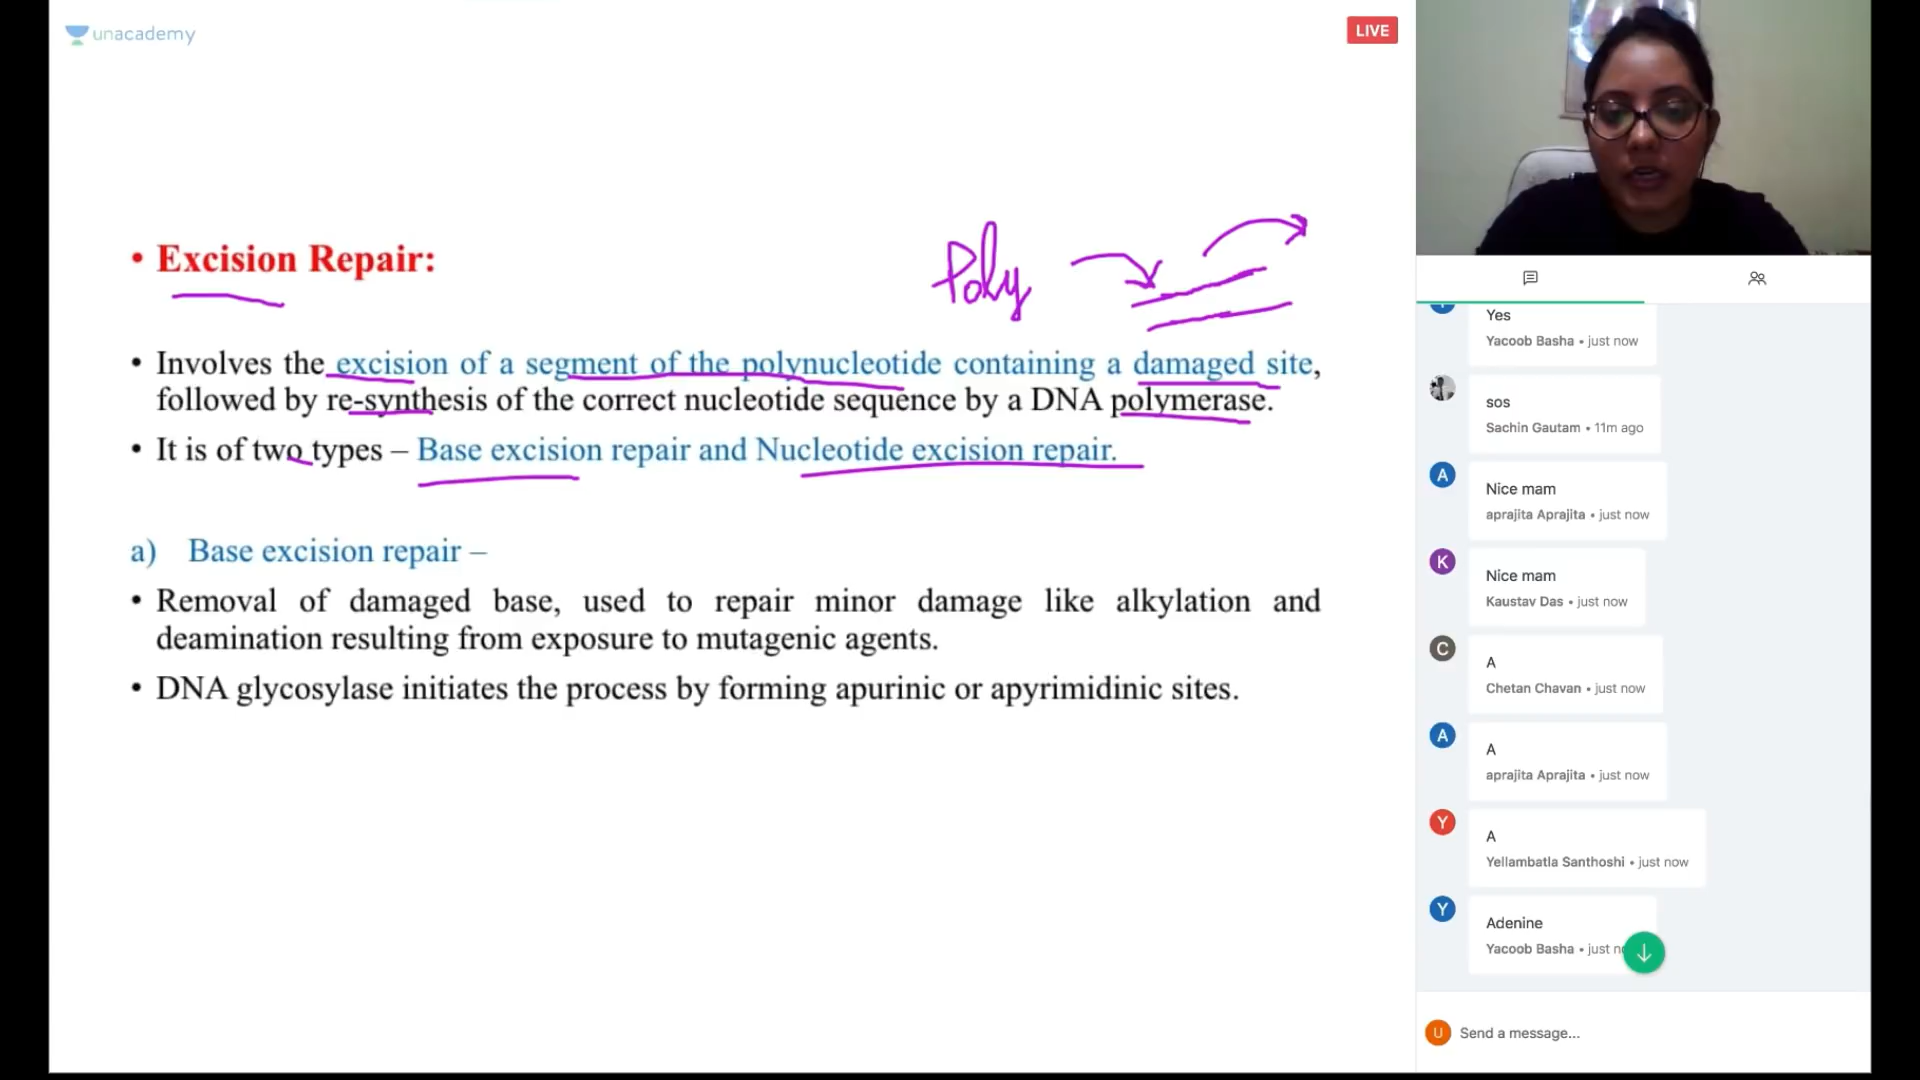 unacademy
LIVE
• Excision Repair:
Poly
• Involves the excision of a segment of the polynucleotide containing a damaged site,
followed by re-synthesis of the correct nucleotide sequence by a DNA polymerase.
• It is of two types – Base excision repair and Nucleotide excision repair.
a) Base excision repair –
• Removal of damaged base, used to repair minor damage like alkylation and
deamination resulting from exposure to mutagenic agents.
• DNA glycosylase initiates the process by forming apurinic or apyrimidinic sites.
Yes
Yacoob Basha • just now
sos
Sachin Gautam • 11m ago
A
Nice mam
aprajita Aprajita • just now
K
Nice mam
Kaustav Das • just now
C
A
Chetan Chavan • just now
A
A
aprajita Aprajita • just now
Y
A
Yellambatla Santhoshi • just now
Y
Adenine
Yacoob Basha • just
U
Send a message...